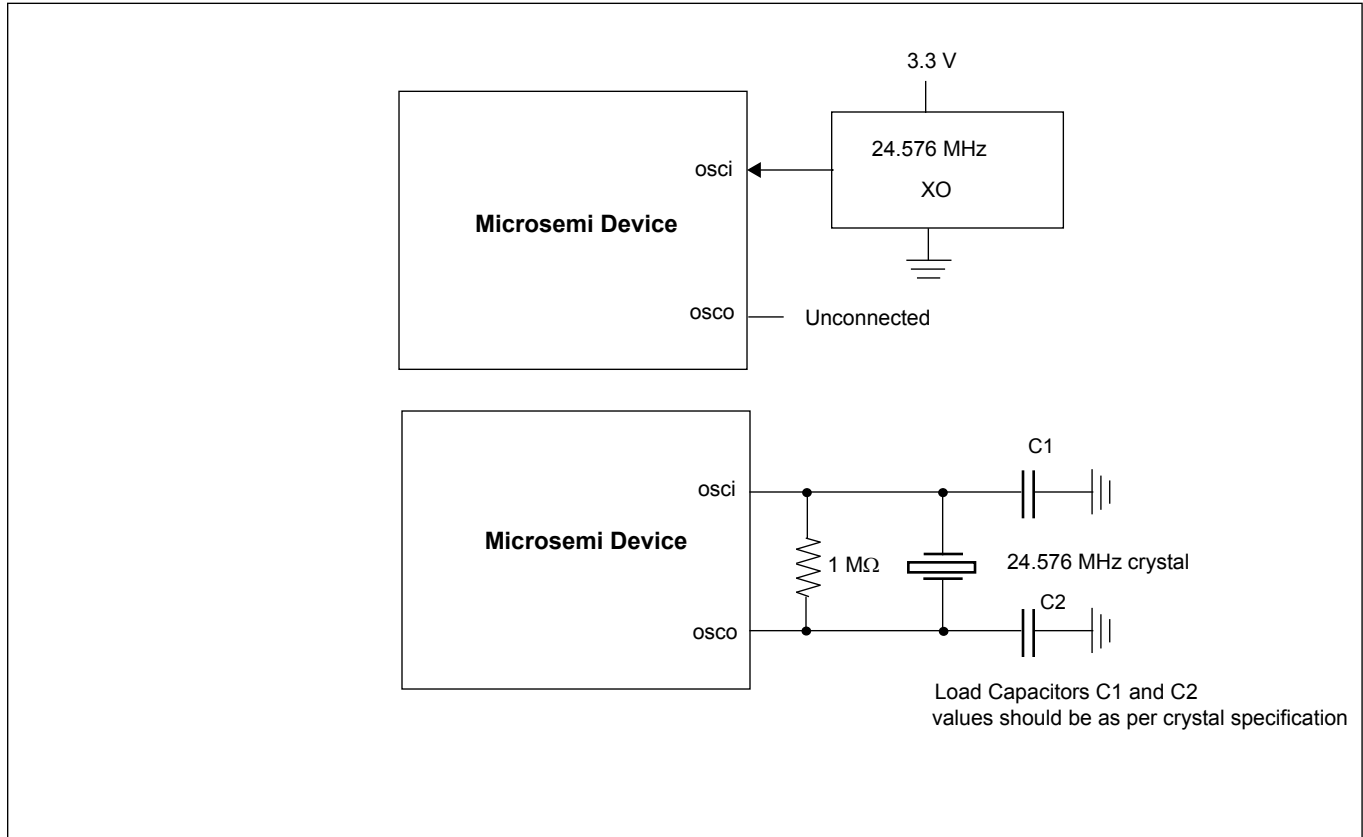 3.3 V
24.576 MHz
XO
osci
Microsemi Device
osco
Unconnected
C1
osci
Microsemi Device
1 MΩ
24.576 MHz crystal
C2
osco
Load Capacitors C1 and C2
values should be as per crystal specification